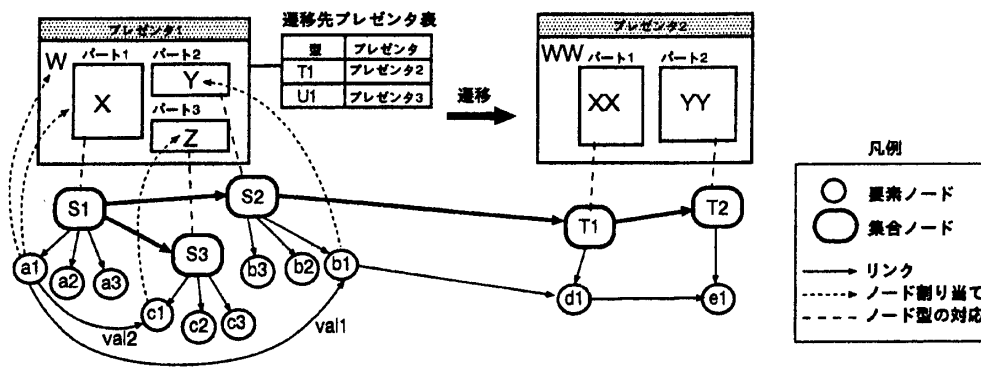 プレゼンタ1
W
パート1
X
パート2
Y
パート3
Z
遷移先プレゼンタ表
型 プレゼンタ
T1 プレゼンタ2
U1 プレゼンタ3
遷移
プレゼンタ2
WW
パート1
XX
パート2
YY
S1
S2
S3
T1
T2
a1
a2
a3
b3
b2
b1
c1
c2
c3
d1
e1
val2
val1
凡例
要素ノード
集合ノード
リンク
ノード割り当て
ノード型の対応